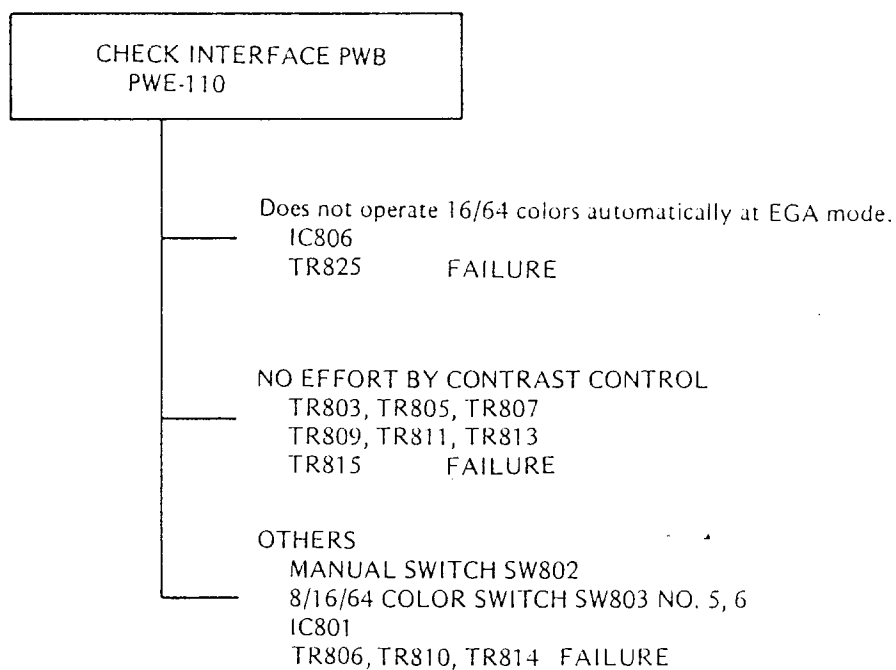 CHECK INTERFACE PWB
PWE-110
Does not operate 16/64 colors automatically at EGA mode.
IC806
TR825 FAILURE
NO EFFORT BY CONTRAST CONTROL
TR803, TR805, TR807
TR809, TR811, TR813
TR815 FAILURE
OTHERS
MANUAL SWITCH SW802
8/16/64 COLOR SWITCH SW803 NO. 5, 6
IC801
TR806, TR810, TR814 FAILURE